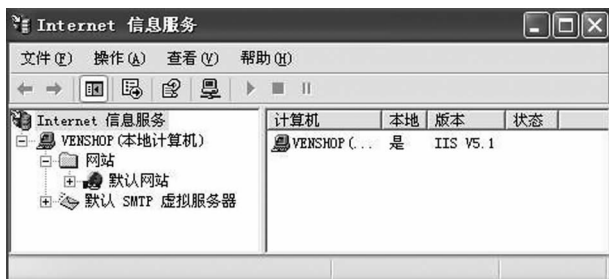 Internet 信息服务
文件(F) 操作(A) 查看(V) 帮助(H)
Internet 信息服务
VENSHOP(本地计算机)
网站
默认网站
默认 SMTP 虚拟服务器
计算机 本地 版本 状态
VENSHOP(... 是 IIS V5.1